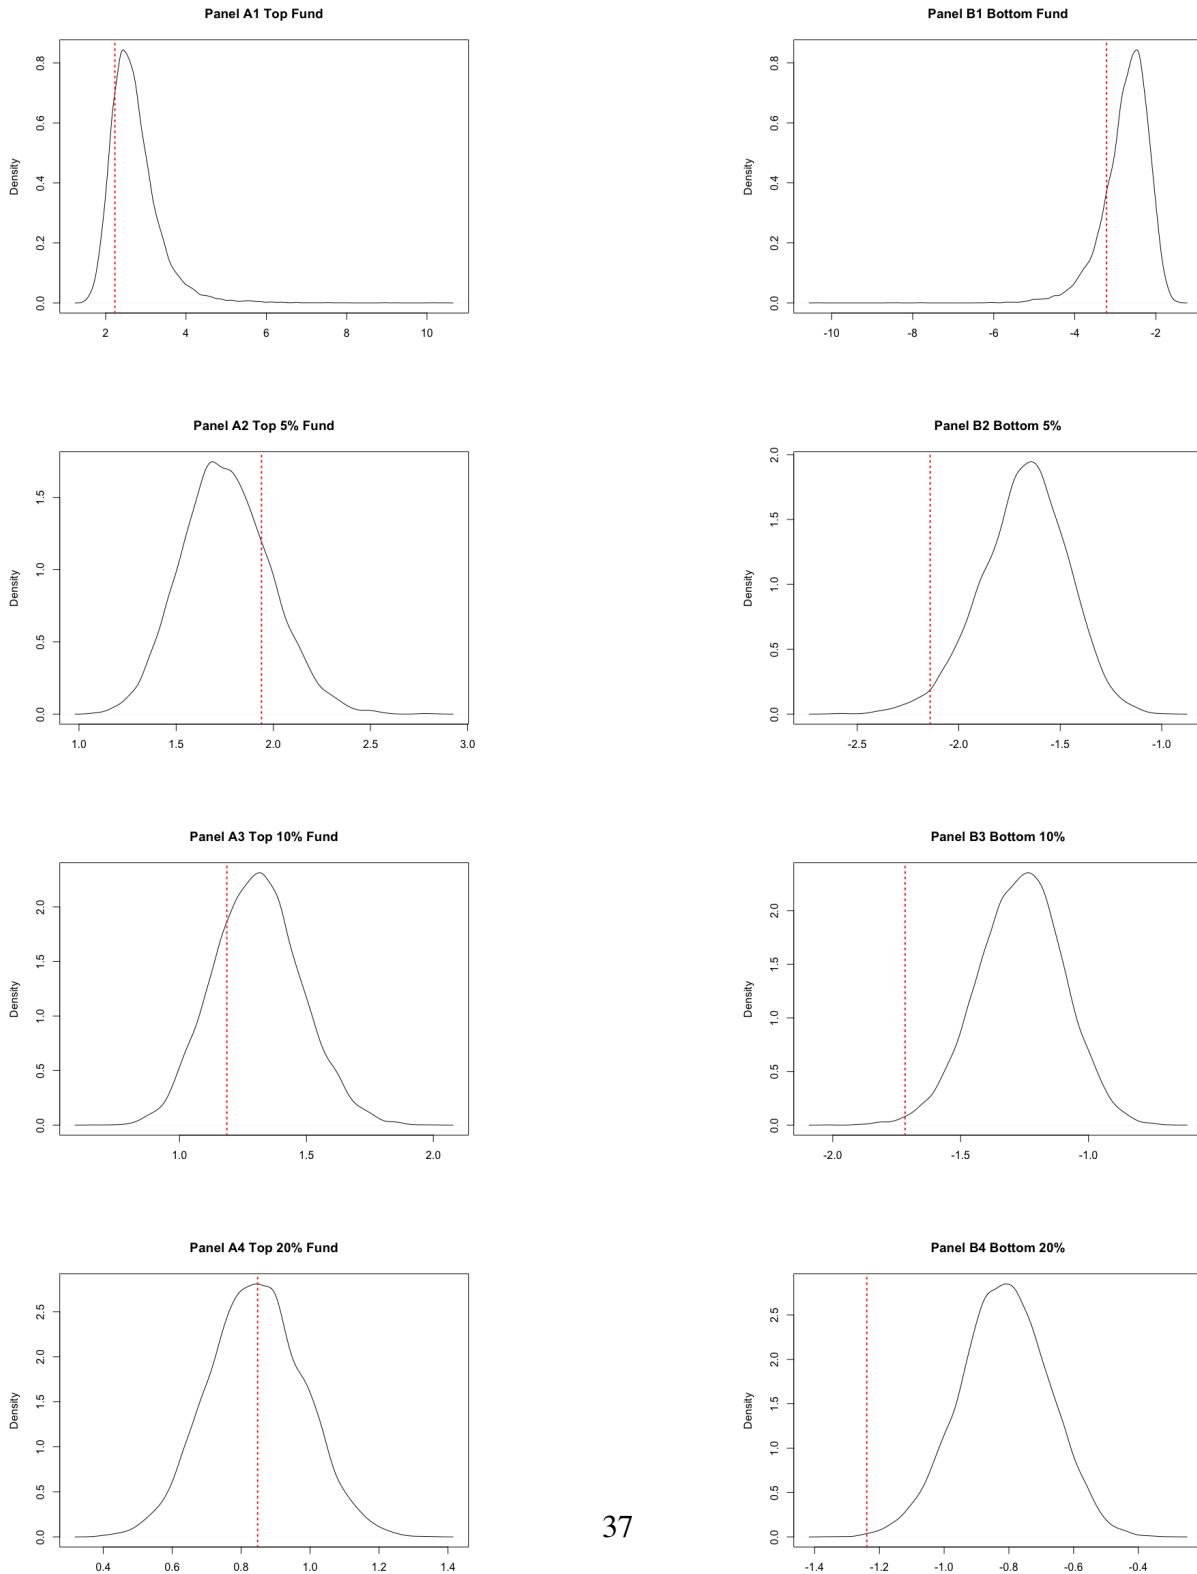 Panel A1 Top Fund
Density
0.0 0.2 0.4 0.6 0.8
2 4 6 8 10
Panel B1 Bottom Fund
Density
0.0 0.2 0.4 0.6 0.8
-10 -8 -6 -4 -2
Panel A2 Top 5% Fund
Density
0.0 0.5 1.0 1.5
1.0 1.5 2.0 2.5 3.0
Panel B2 Bottom 5%
Density
0.0 0.5 1.0 1.5 2.0
-2.5 -2.0 -1.5 -1.0
Panel A3 Top 10% Fund
Density
0.0 0.5 1.0 1.5 2.0
1.0 1.5 2.0
Panel B3 Bottom 10%
Density
0.0 0.5 1.0 1.5 2.0
-2.0 -1.5 -1.0
Panel A4 Top 20% Fund
Density
0.0 0.5 1.0 1.5 2.0 2.5
0.4 0.6 0.8 1.0 1.2 1.4
Panel B4 Bottom 20%
Density
0.0 0.5 1.0 1.5 2.0 2.5
-1.4 -1.2 -1.0 -0.8 -0.6 -0.4
37